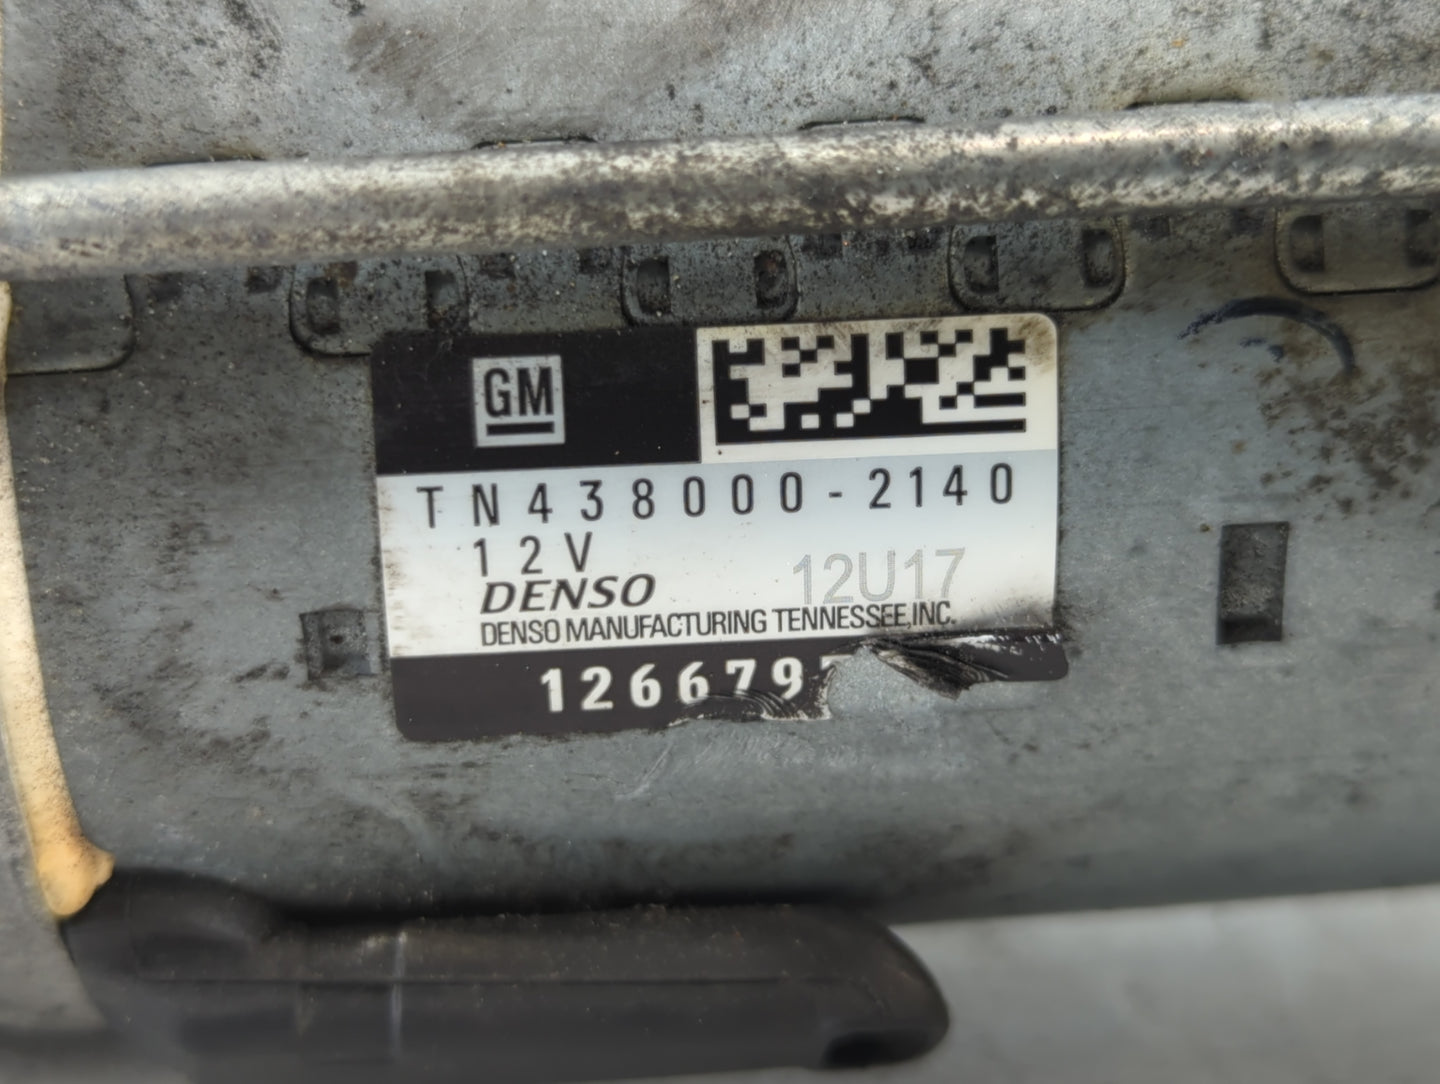 GM
TN438000-2140
12V
DENSO 12U17
DENSO MANUFACTURING TENNESSEE,INC.
126679